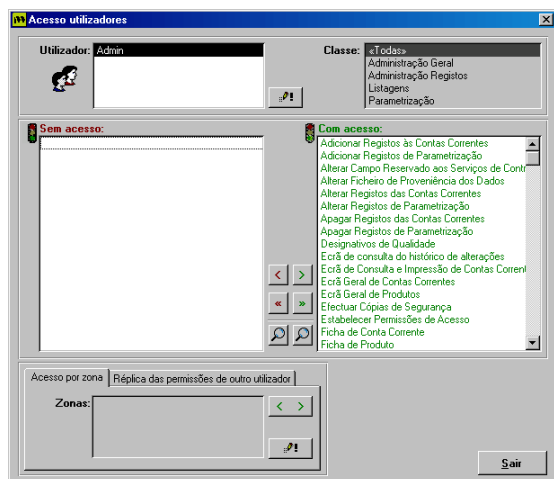 Acesso utilizadores
Utilizador:
Admin
Classe:
«Todas»
Administração Geral
Administração Registos
Listagens
Parametrização
Sem acesso:
Com acesso:
Adicionar Registos às Contas Correntes
Adicionar Registos de Parametrização
Alterar Campo Reservado aos Serviços de Contr
Alterar Ficheiro de Proveniência dos Dados
Alterar Registos das Contas Correntes
Alterar Registos de Parametrização
Apagar Registos das Contas Correntes
Apagar Registos de Parametrização
Designativos de Qualidade
Ecrã de consulta do histórico de alterações
Ecrã de Consulta e Impressão de Contas Corrent
Ecrã Geral de Contas Correntes
Ecrã Geral de Produtos
Efectuar Cópias de Segurança
Estabelecer Permissões de Acesso
Ficha de Conta Corrente
Ficha de Produto
< >
« »
Acesso por zona
Réplica das permissões de outro utilizador
Zonas:
< >
Sair